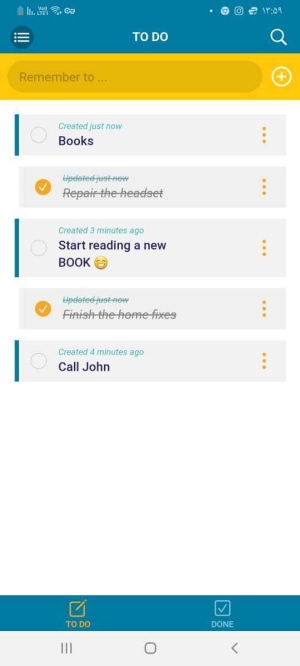 ۱۳:۵۹
TO DO
Remember to ...
Created just now
Books
Updated just now
Repair the headset
Created 3 minutes ago
Start reading a new
BOOK 😁
Updated just now
Finish the home fixes
Created 4 minutes ago
Call John
TO DO
DONE